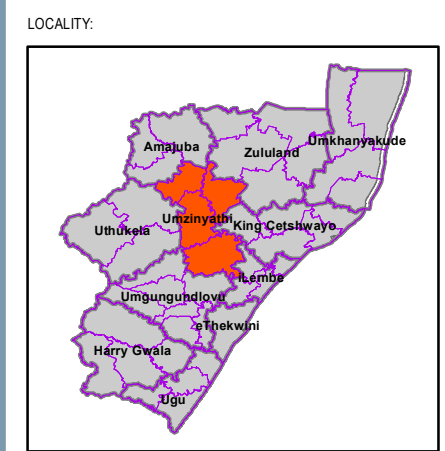 LOCALITY:
Umkhanyakude
Amajuba
Zululand
Umzinyathi
King Cetshwayo
Uthukela
iLembe
Umgungundlovu
eThekwini
Harry Gwala
Ugu